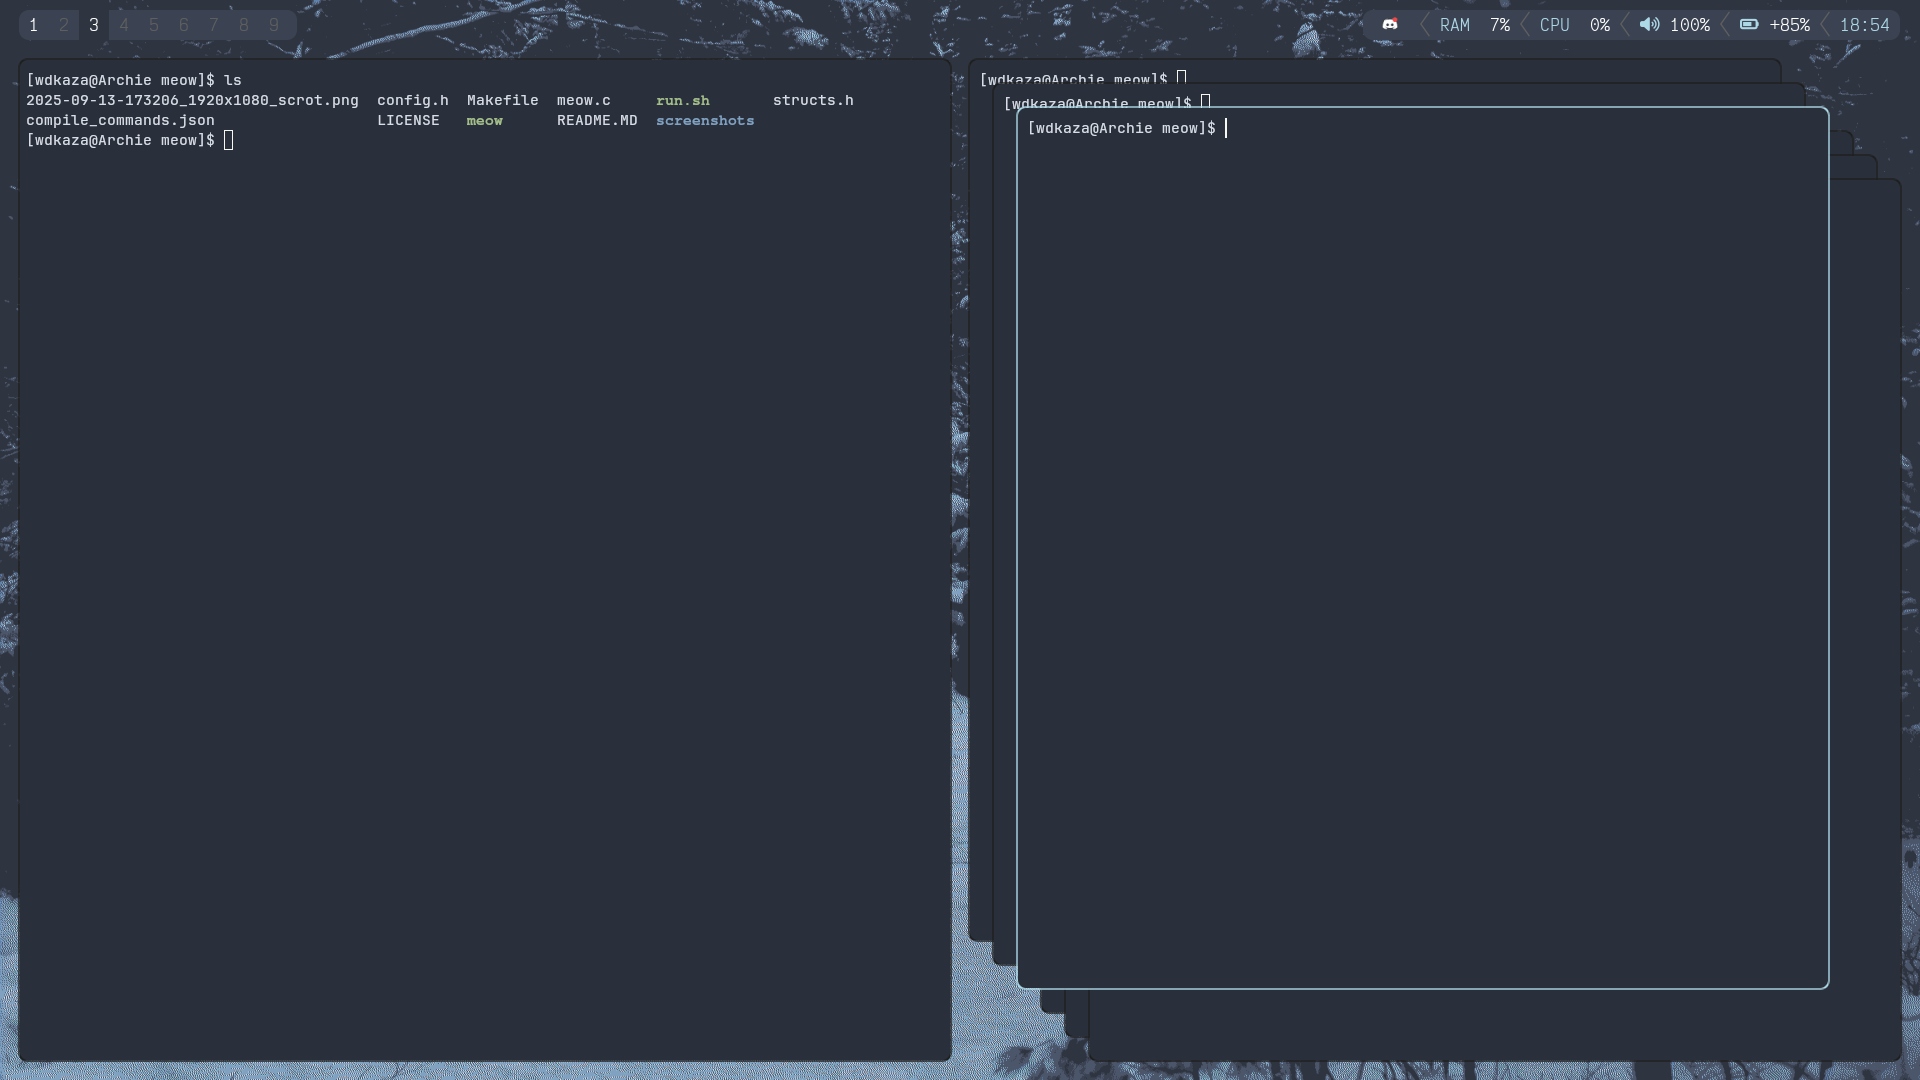 1 2 3 4 5 6 7 8 9
RAM 7% CPU 0% 100% +85% 18:54
[wdkaza@Archie meow]$ ls
2025-09-13-173206_1920x1080_scrot.png config.h Makefile meow.c run.sh structs.h
compile_commands.json LICENSE meow README.MD screenshots
[wdkaza@Archie meow]$
[wdkaza@Archie meow]$
[wdkaza@Archie meow]$
[wdkaza@Archie meow]$